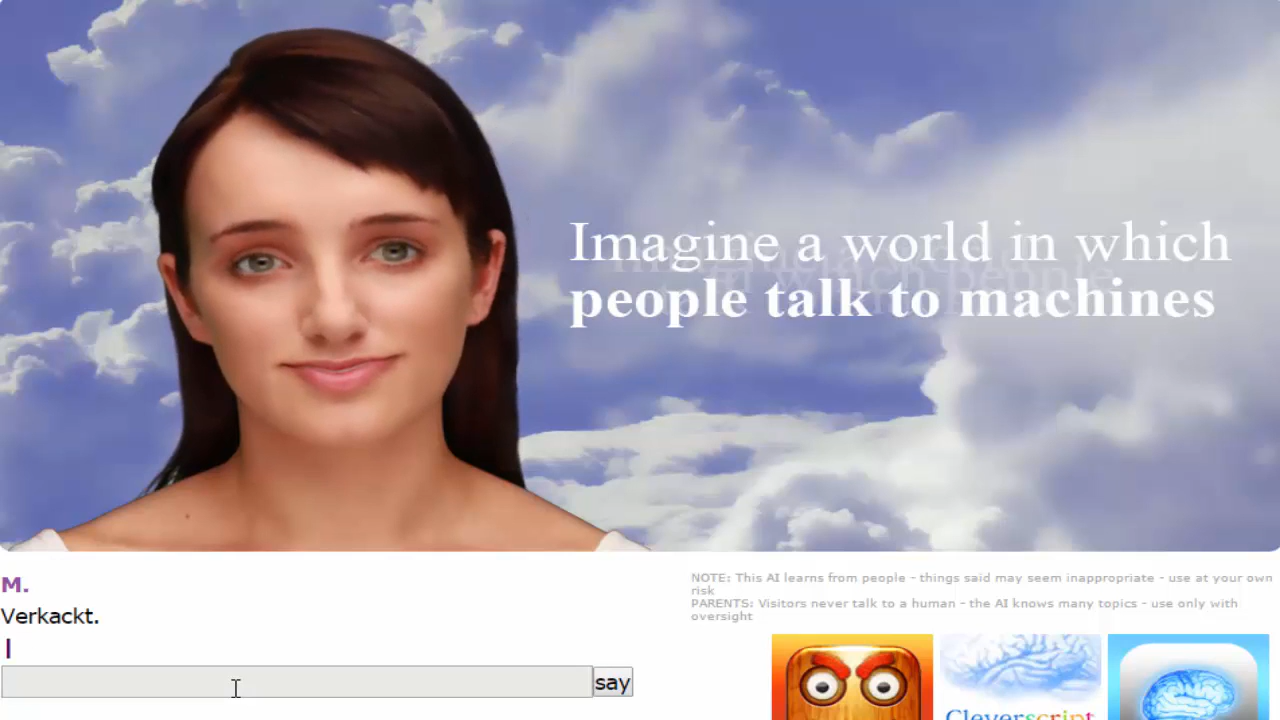 Imagine a world in which
people talk to machines
M.
Verkackt.
say
NOTE: This AI learns from people - things said may seem inappropriate - use at your own
risk
PARENTS: Visitors never talk to a human - the AI knows many topics - use only with
oversight
Cleverscript